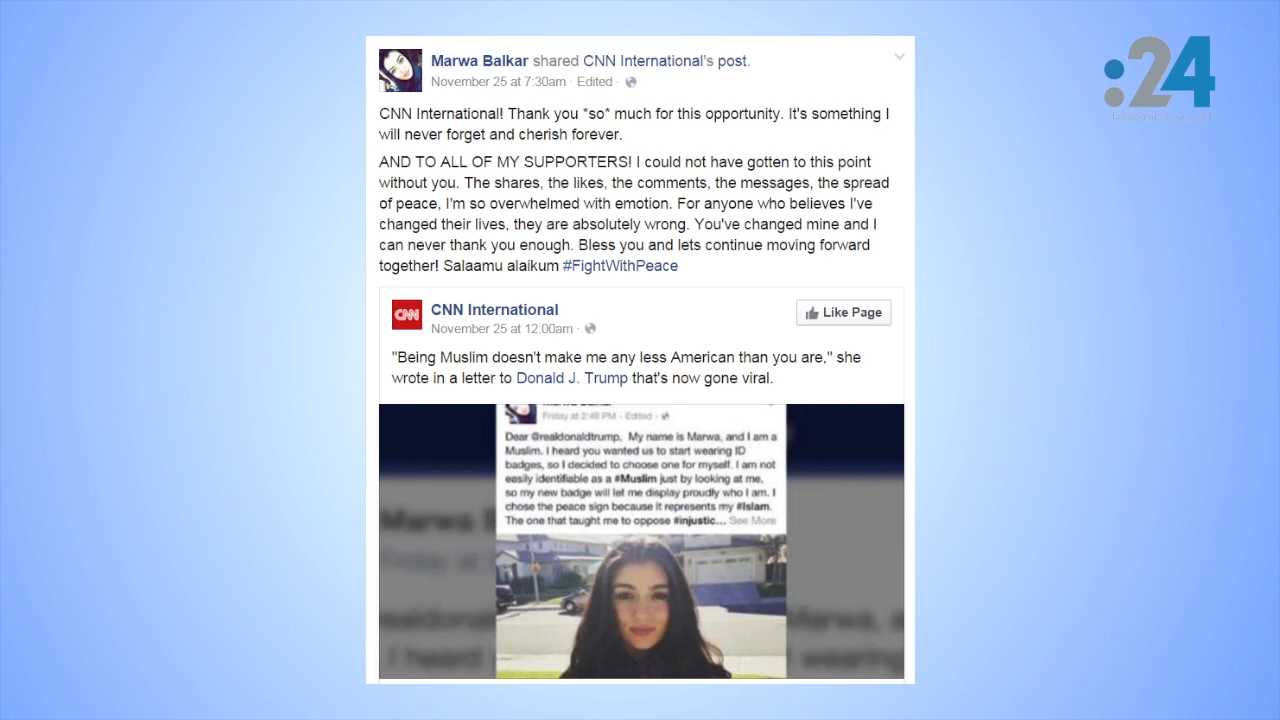 :24
Marwa Balkar shared CNN International's post.
November 25 at 7:30am · Edited ·
CNN International! Thank you *so* much for this opportunity. It's something I
will never forget and cherish forever.
AND TO ALL OF MY SUPPORTERS! I could not have gotten to this point
without you. The shares, the likes, the comments, the messages, the spread
of peace, I'm so overwhelmed with emotion. For anyone who believes I've
changed their lives, they are absolutely wrong. You've changed mine and I
can never thank you enough. Bless you and lets continue moving forward
together! Salaamu alaikum #FightWithPeace
CNN
CNN International
November 25 at 12:00am ·
Like Page
"Being Muslim doesn't make me any less American than you are," she
wrote in a letter to Donald J. Trump that's now gone viral.
Friday at 2:49 PM · Edited ·
Dear @realdonaldtrump, My name is Marwa, and I am a
Muslim. I heard you wanted us to start wearing ID
badges, so I decided to choose one for myself. I am not
easily identifiable as a #Muslim just by looking at me,
so my new badge will let me display proudly who I am. I
chose the peace sign because it represents my #Islam.
The one that taught me to oppose #injustic... See More